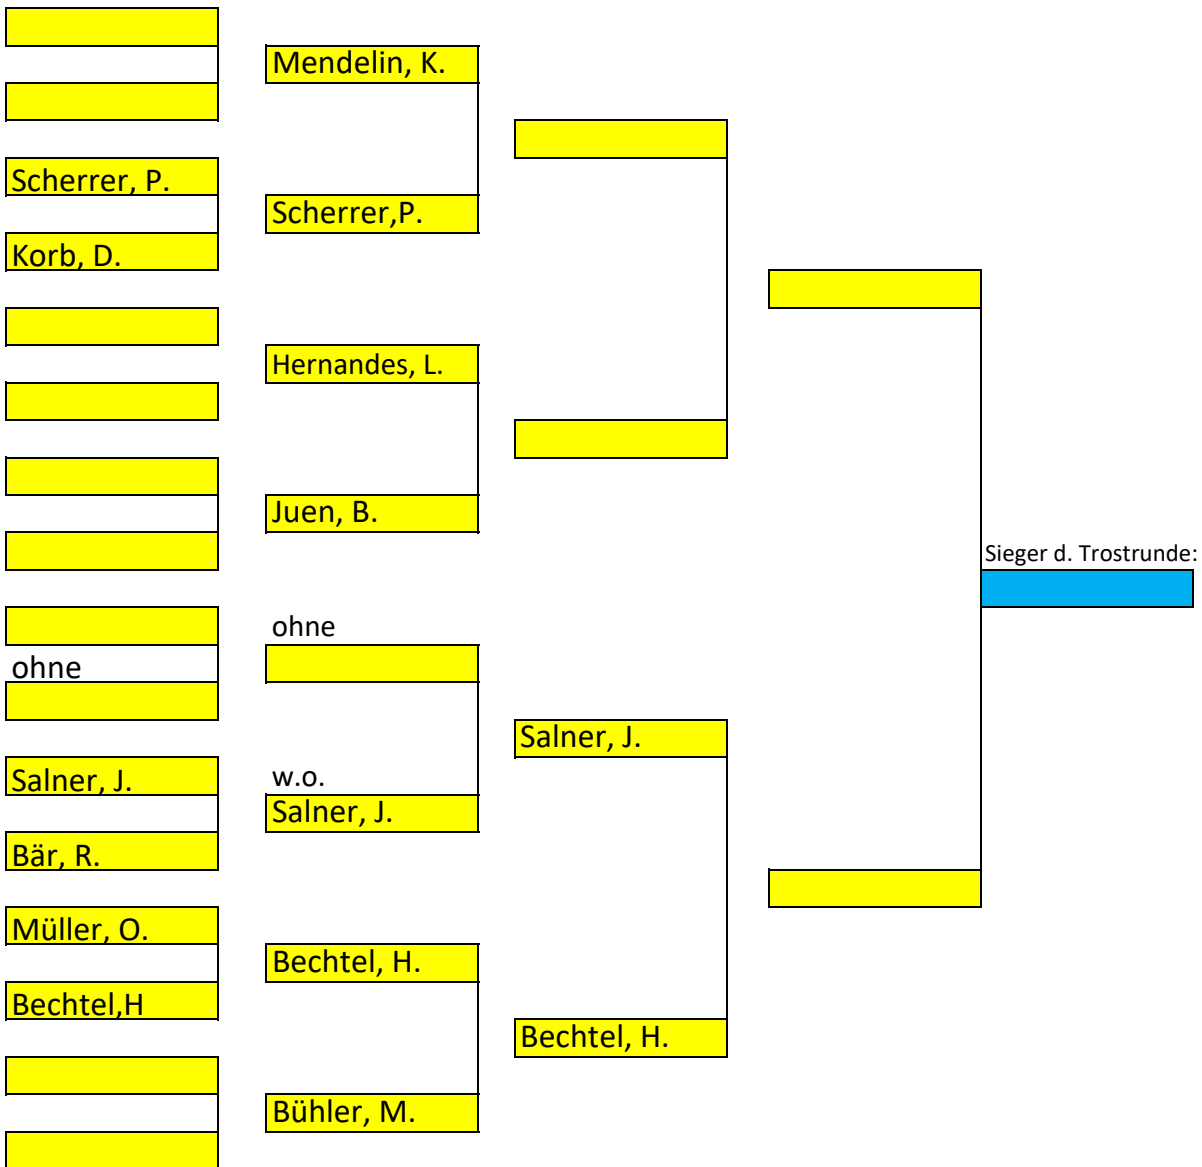 Scherrer, P.
Korb, D.
ohne
Salner, J.
Bär, R.
Müller, O.
Bechtel,H
Mendelin, K.
Scherrer,P.
Hernandes, L.
Juen, B.
ohne
w.o.
Salner, J.
Bechtel, H.
Bühler, M.
Salner, J.
Bechtel, H.
Sieger d. Trostrunde: